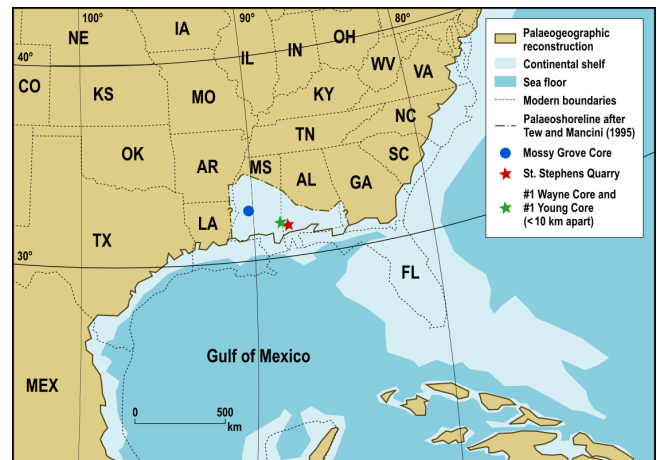 100°
90°
80°
40°
30°
NE
IA
IL
IN
OH
WV
VA
CO
KS
MO
KY
NC
TN
OK
AR
MS
AL
GA
SC
LA
TX
FL
MEX
Gulf of Mexico
0
500
km
Palaeogeographic
reconstruction
Continental shelf
Sea floor
Modern boundaries
Palaeoshoreline after
Tew and Mancini (1995)
Mossy Grove Core
St. Stephens Quarry
#1 Wayne Core and
#1 Young Core
(<10 km apart)